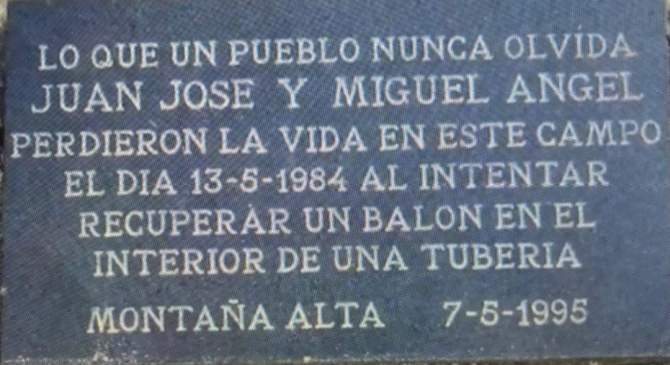 LO QUE UN PUEBLO NUNCA OLVÍDA
JUAN JOSE Y MIGUEL ANGEL
PERDIERON LA VIDA EN ESTE CAMPO
EL DIA 13-5-1984 AL INTENTAR
RECUPERAR UN BALON EN EL
INTERIOR DE UNA TUBERIA
MONTAÑA ALTA 7-5-1995